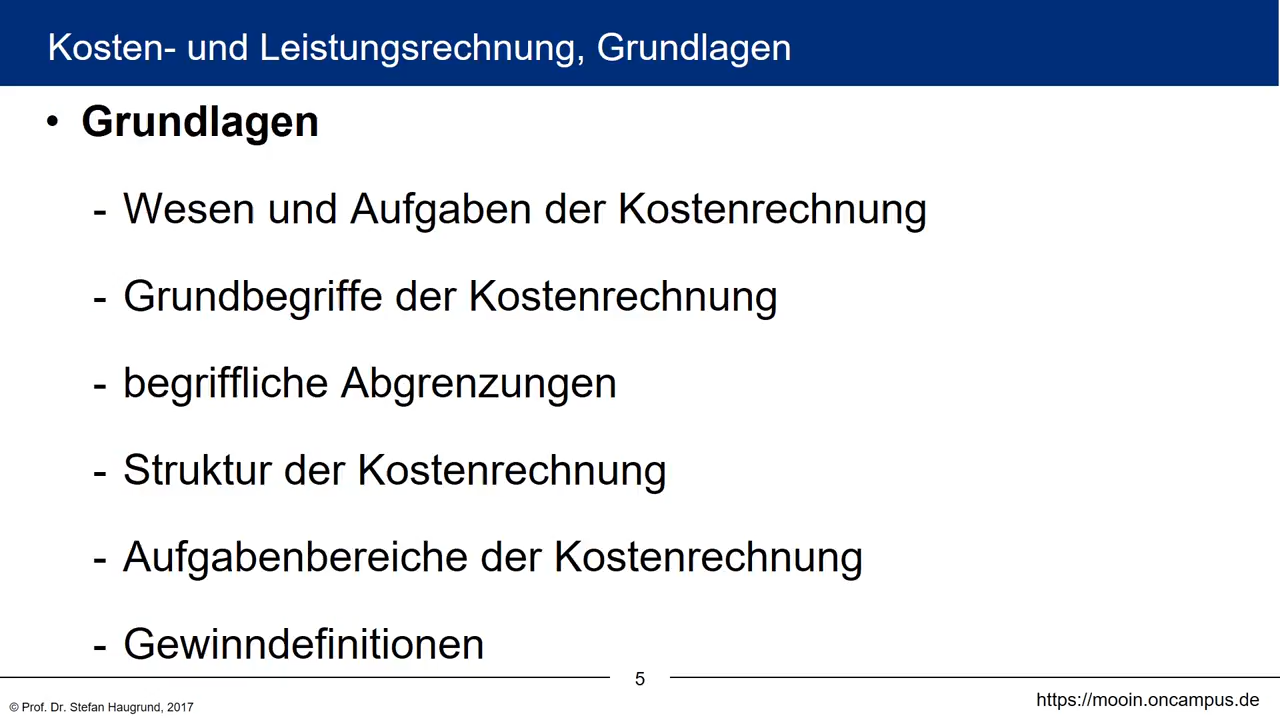 Kosten- und Leistungsrechnung, Grundlagen
• Grundlagen
- Wesen und Aufgaben der Kostenrechnung
- Grundbegriffe der Kostenrechnung
- begriffliche Abgrenzungen
- Struktur der Kostenrechnung
- Aufgabenbereiche der Kostenrechnung
- Gewinndefinitionen
5
© Prof. Dr. Stefan Haugrund, 2017
https://mooin.oncampus.de